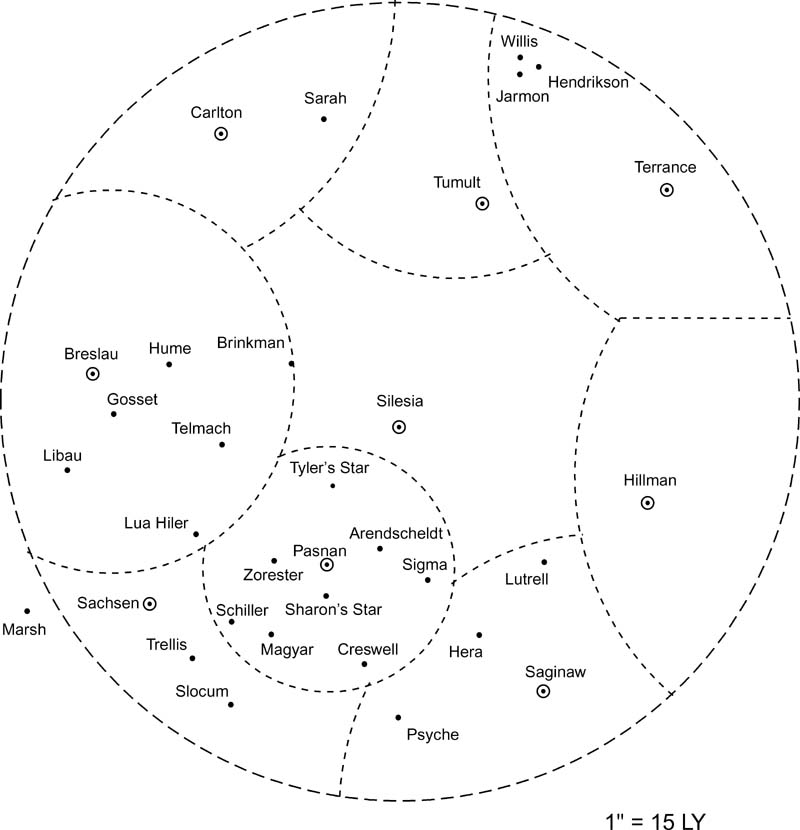 Willis
Hendrikson
Jarmon
Sarah
Carlton
Terrance
Tumult
Brinkman
Hume
Breslau
Gosset
Silesia
Telmach
Libau
Tyler's Star
Hillman
Lua Hiler
Arendscheldt
Pasnan
Sigma
Zorester
Lutrell
Sachsen
Schiller
Sharon's Star
Marsh
Trellis
Magyar
Creswell
Hera
Saginaw
Slocum
Psyche
1" = 15 LY